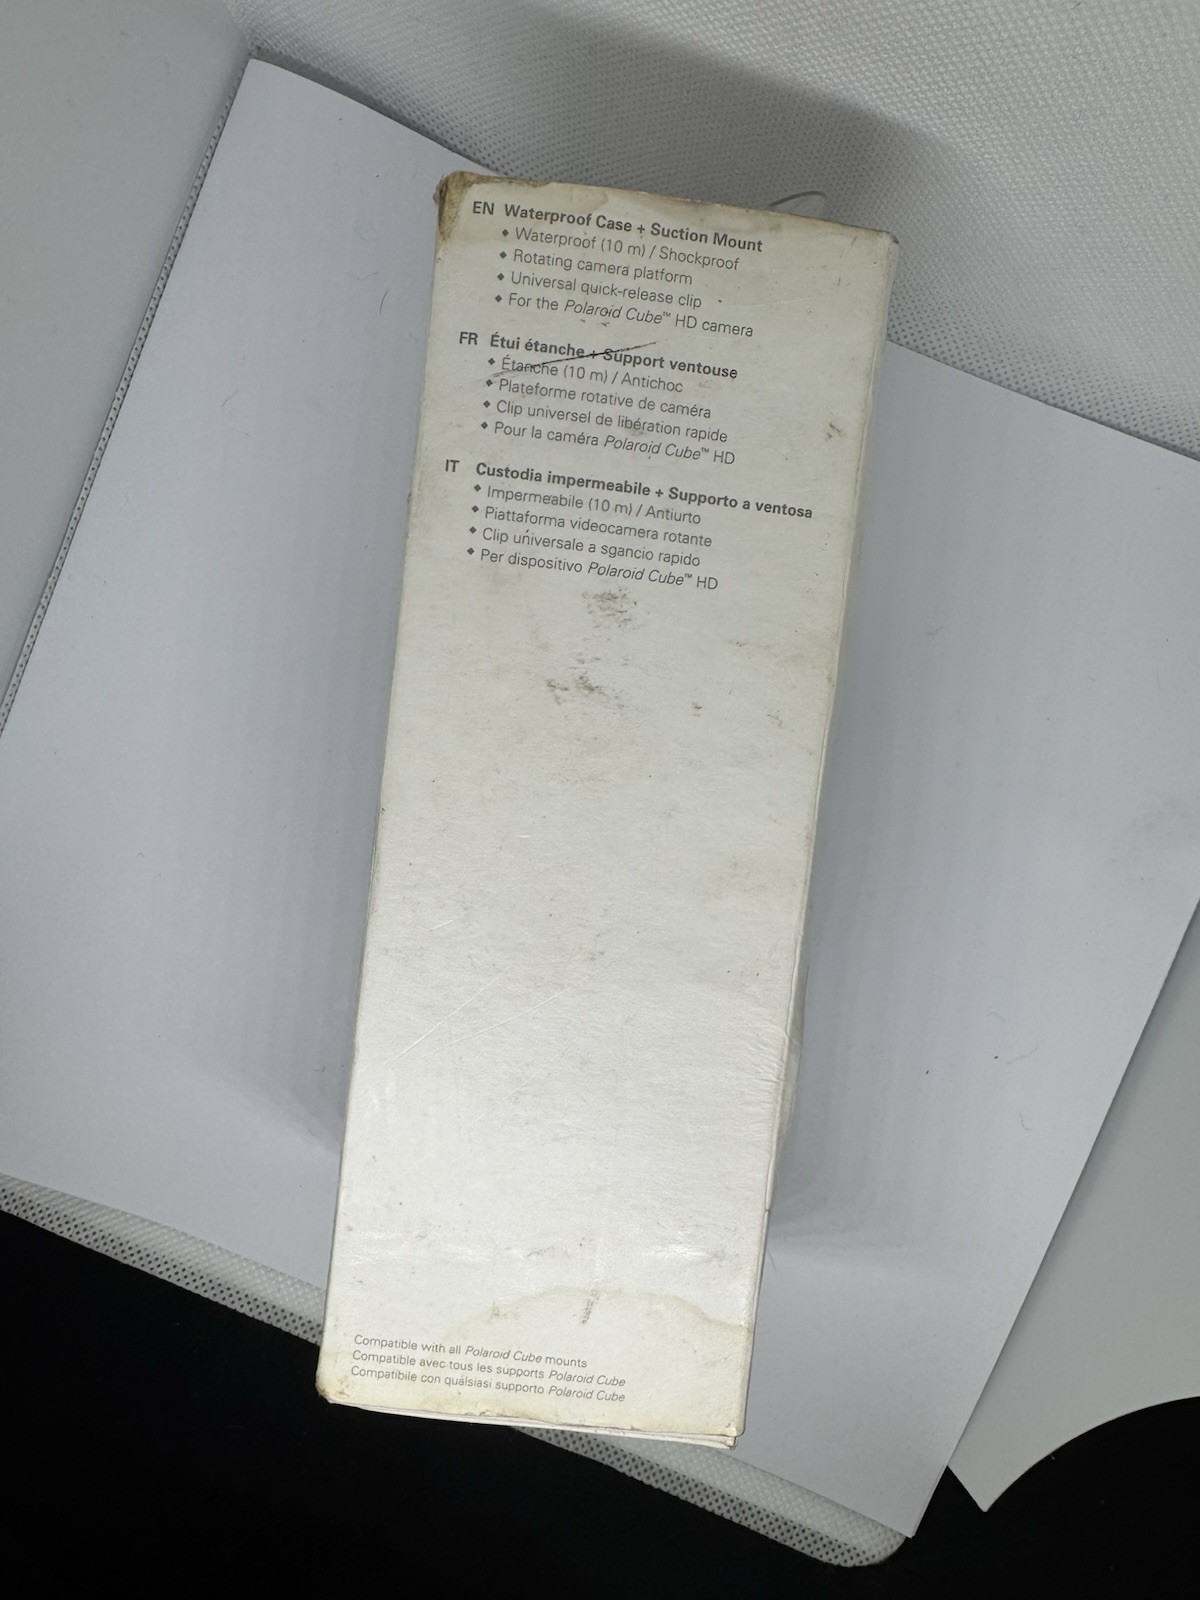 EN Waterproof Case + Suction Mount
◆ Waterproof (10 m) / Shockproof
◆ Rotating camera platform
◆ Universal quick-release clip
◆ For the Polaroid Cube™ HD camera
FR Étui étanche + Support ventouse
◆ Étanche (10 m) / Antichoc
◆ Plateforme rotative de caméra
◆ Clip universel de libération rapide
◆ Pour la caméra Polaroid Cube™ HD
IT Custodia impermeabile + Supporto a ventosa
◆ Impermeabile (10 m) / Antiurto
◆ Piattaforma videocamera rotante
◆ Clip universale a sgancio rapido
◆ Per dispositivo Polaroid Cube™ HD
Compatible with all Polaroid Cube mounts
Compatible avec tous les supports Polaroid Cube
Compatibile con qualsiasi supporto Polaroid Cube